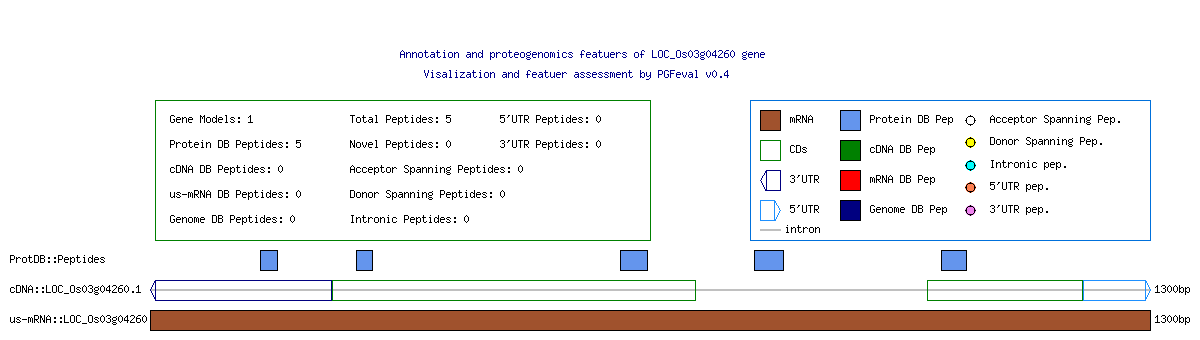 Annotation and proteogenomics featuers of LOC_Os03g04260 gene
Visalization and featuer assessment by PGFeval v0.4
Gene Models: 1 Total Peptides: 5 5'UTR Peptides: 0
Protein DB Peptides: 5 Novel Peptides: 0 3'UTR Peptides: 0
cDNA DB Peptides: 0 Acceptor Spanning Peptides: 0
us-mRNA DB Peptides: 0 Donor Spanning Peptides: 0
Genome DB Peptides: 0 Intronic Peptides: 0
mRNA Protein DB Pep Acceptor Spanning Pep.
CDs cDNA DB Pep Donor Spanning Pep.
3'UTR mRNA DB Pep Intronic pep.
5'UTR Genome DB Pep 5'UTR pep.
intron 3'UTR pep.
ProtDB::Peptides
cDNA::LOC_Os03g04260.1 1300bp
us-mRNA::LOC_Os03g04260 1300bp